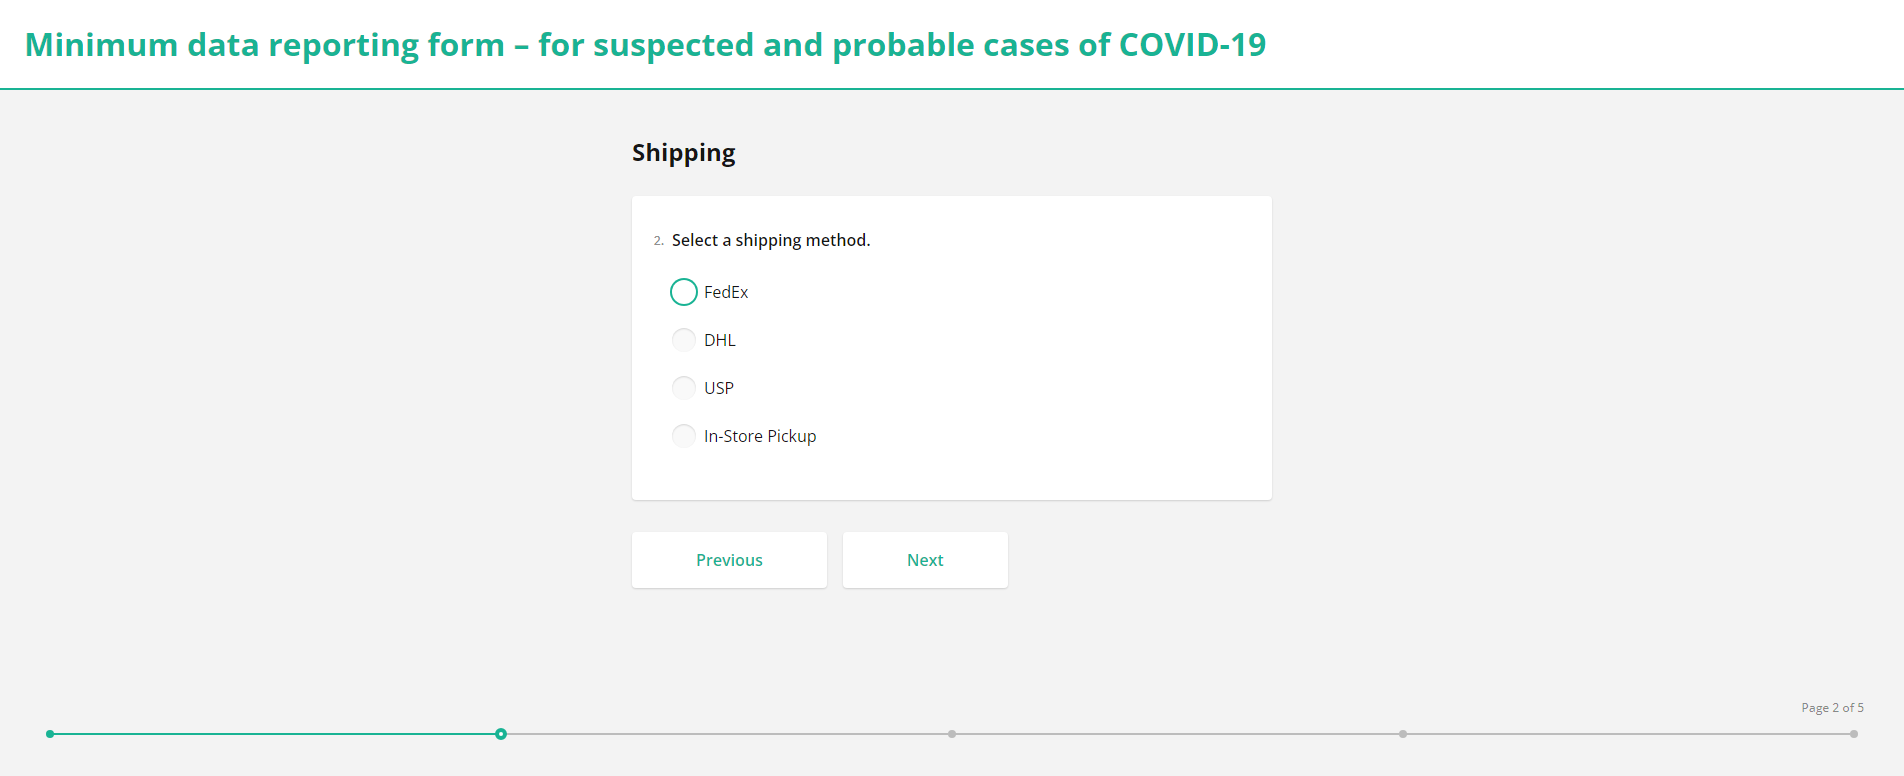 Minimum data reporting form – for suspected and probable cases of COVID-19
Shipping
2. Select a shipping method.
FedEx
DHL
USP
In-Store Pickup
Previous
Next
Page 2 of 5